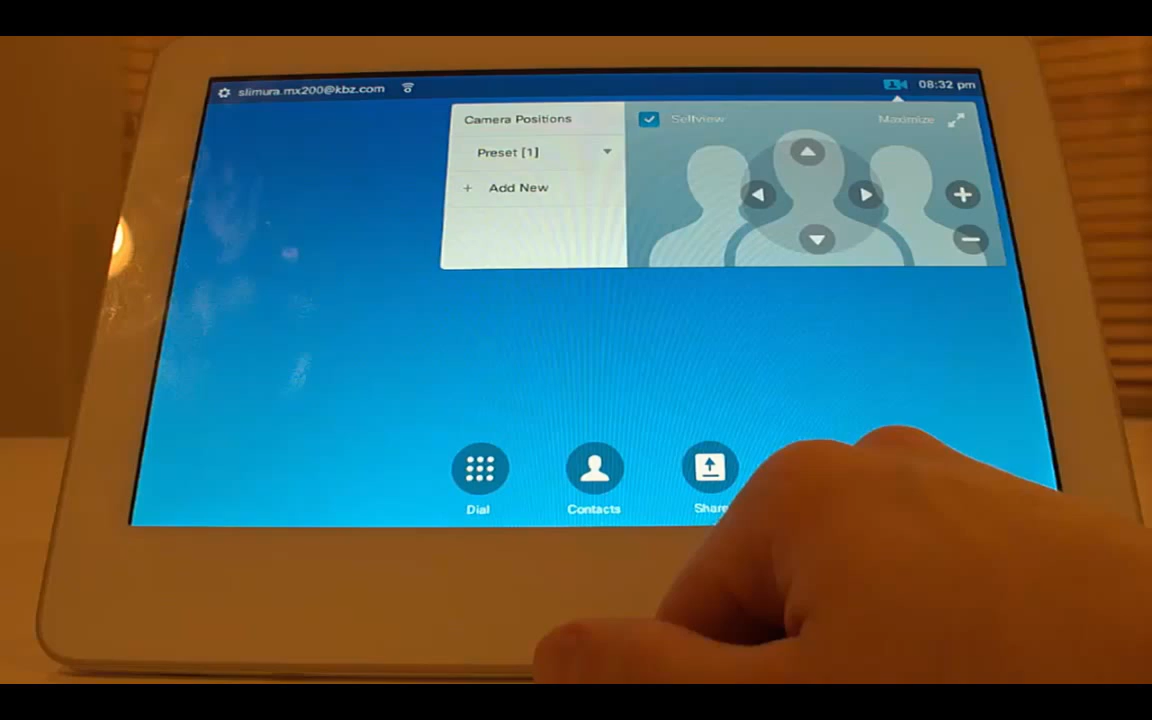 slimura.mx200@kbz.com
08:32 pm
Camera Positions
Selfview
Maximize
Preset [1]
+ Add New
Dial
Contacts
Share